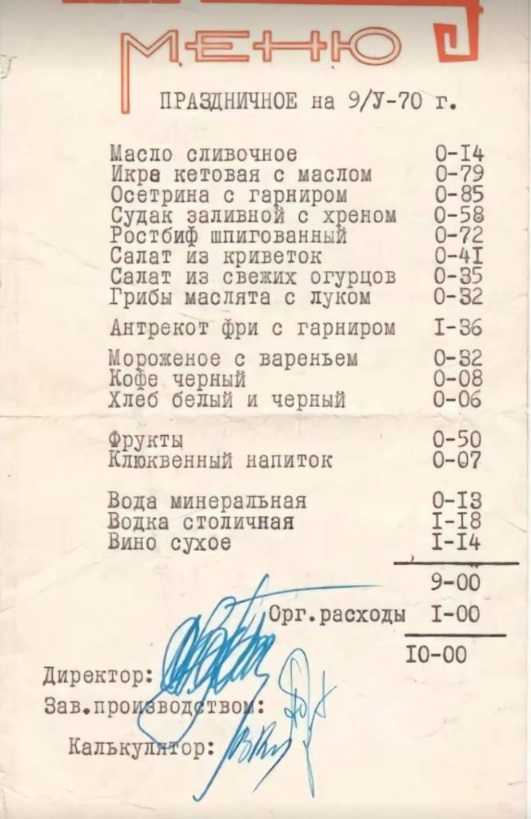 МЕНЮ
ПРАЗДНИЧНОЕ на 9/У-70 г.
Масло сливочное 0-I4
Икра кетовая с маслом 0-79
Осетрина с гарниром 0-85
Судак заливной с хреном 0-58
Ростбиф шпигованный 0-72
Салат из криветок 0-4I
Салат из свежих огурцов 0-35
Грибы маслята с луком 0-32
Антрекот фри с гарниром I-36
Мороженое с вареньем 0-32
Кофе черный 0-08
Хлеб белый и черный 0-06
Фрукты 0-50
Клюквенный напиток 0-07
Вода минеральная 0-I3
Водка столичная I-I8
Вино сухое I-I4
9-00
Орг.расходы I-00
I0-00
Директор:
Зав.производством:
Калькулятор: